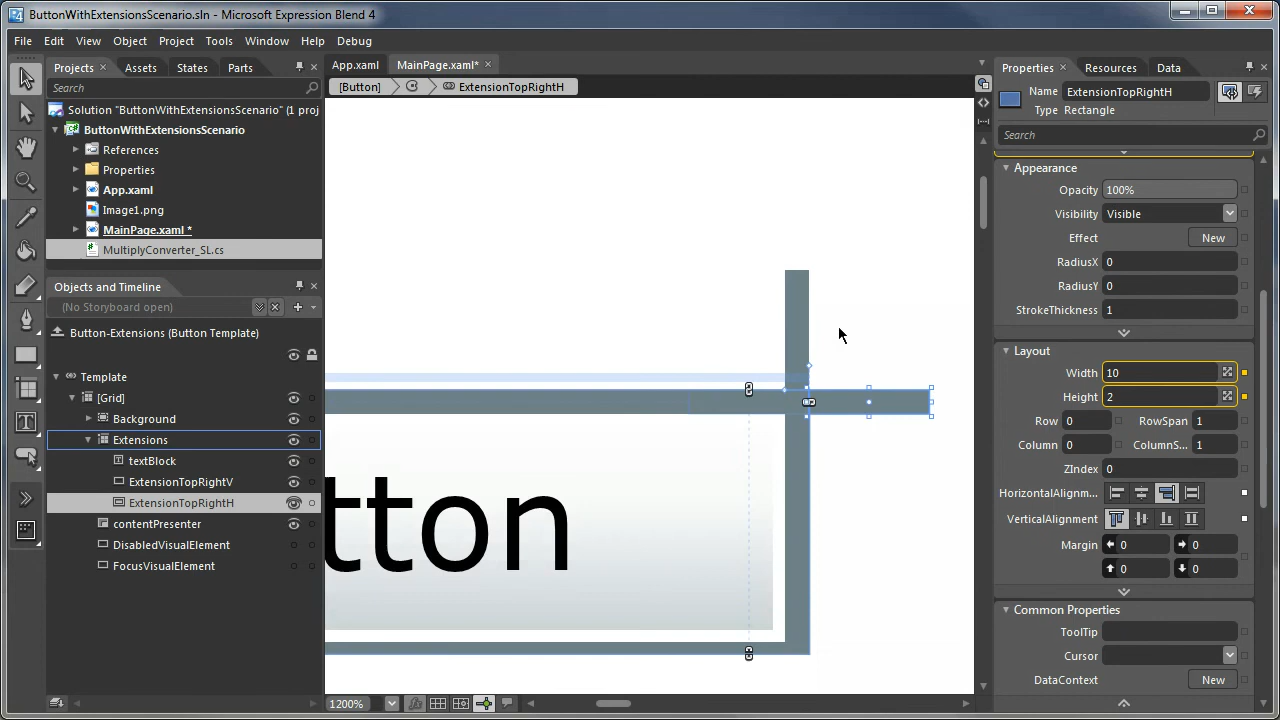 ButtonWithExtensionsScenario.sln - Microsoft Expression Blend 4
File Edit View Object Project Tools Window Help Debug
Projects Assets States Parts
Search
Solution "ButtonWithExtensionsScenario" (1 proj
ButtonWithExtensionsScenario
References
Properties
App.xaml
Image1.png
MainPage.xaml *
MultiplyConverter_SL.cs
Objects and Timeline
(No Storyboard open)
Button-Extensions (Button Template)
Template
[Grid]
Background
Extensions
textBlock
ExtensionTopRightV
ExtensionTopRightH
contentPresenter
DisabledVisualElement
FocusVisualElement
App.xaml MainPage.xaml*
[Button] ExtensionTopRightH
tton
1200%
Properties Resources Data
Name ExtensionTopRightH
Type Rectangle
Search
Appearance
Opacity 100%
Visibility Visible
Effect New
RadiusX 0
RadiusY 0
StrokeThickness 1
Layout
Width 10
Height 2
Row 0 RowSpan 1
Column 0 ColumnS... 1
ZIndex 0
HorizontalAlignm...
VerticalAlignment
Margin 0 0
0 0
Common Properties
ToolTip
Cursor
DataContext New